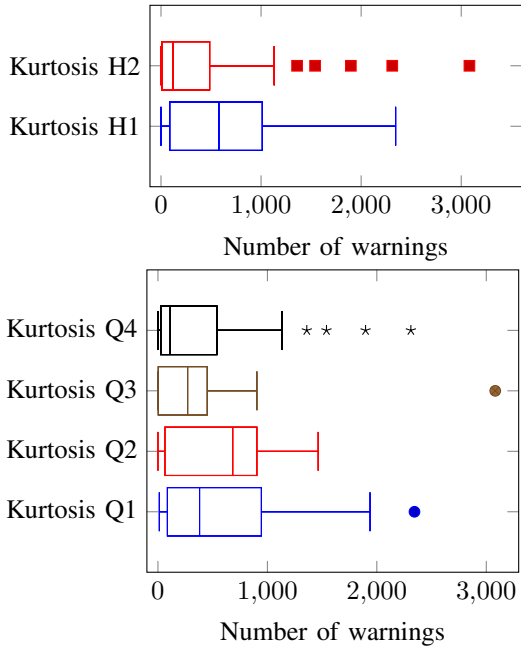 Kurtosis H2
Kurtosis H1
0 1,000 2,000 3,000
Number of warnings
Kurtosis Q4
Kurtosis Q3
Kurtosis Q2
Kurtosis Q1
0 1,000 2,000 3,000
Number of warnings